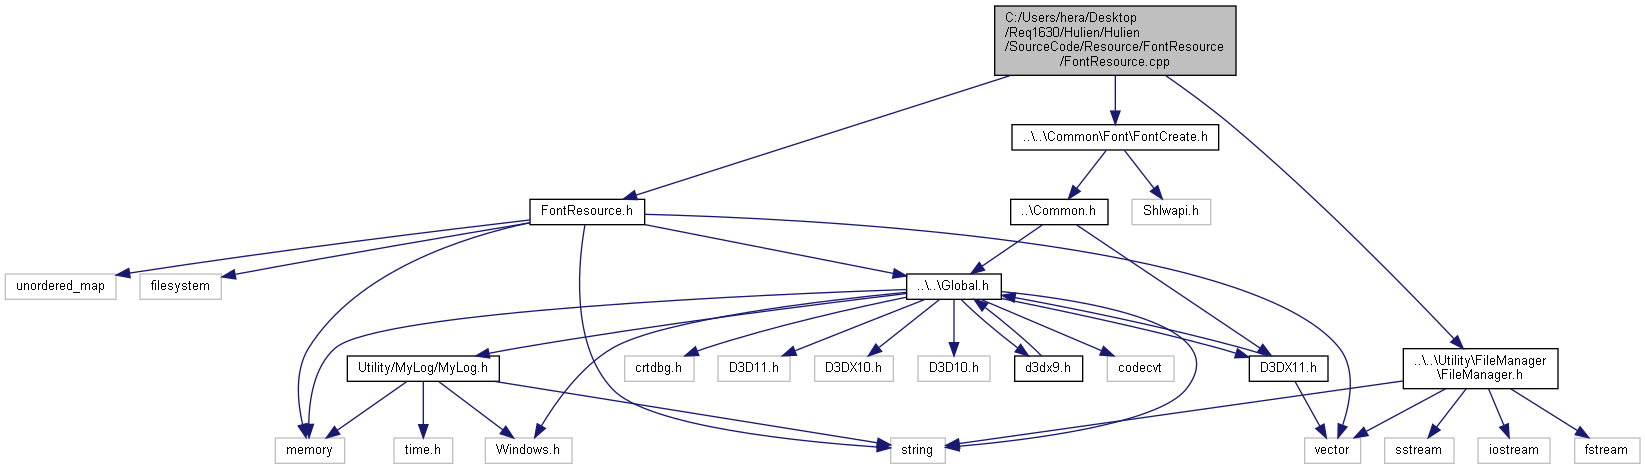 C:/Users/hera/Desktop
/Req1630/Hulien/Hulien
/SourceCode/Resource/FontResource
/FontResource.cpp
..\..\Common\Font\FontCreate.h
FontResource.h
..\Common.h
Shlwapi.h
unordered_map
filesystem
..\..\Global.h
Utility/MyLog/MyLog.h
crtdbg.h
D3D11.h
D3DX10.h
D3D10.h
d3dx9.h
codecvt
D3DX11.h
..\..\Utility\FileManager
\FileManager.h
memory
time.h
Windows.h
string
vector
sstream
iostream
fstream